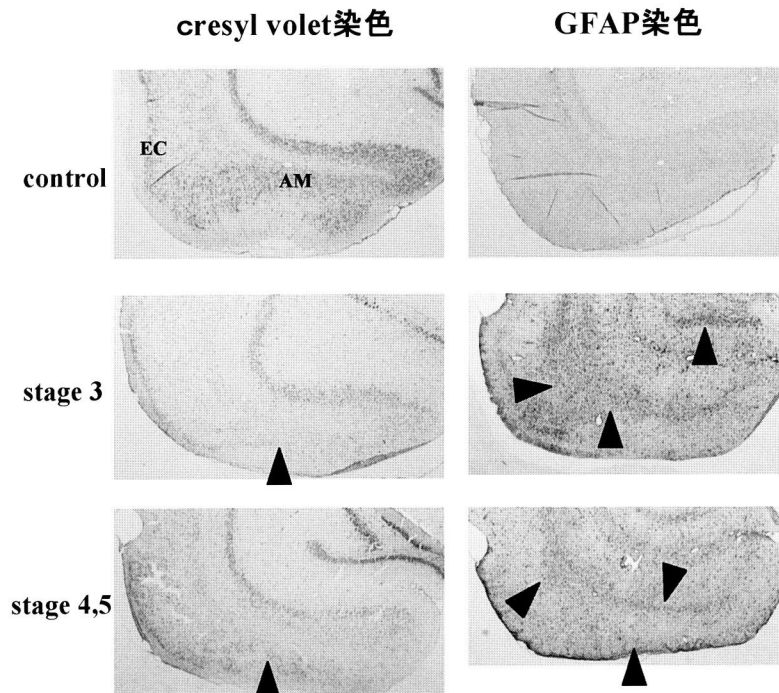 cresyl volet染色
GFAP染色
EC
AM
control
stage 3
stage 4,5